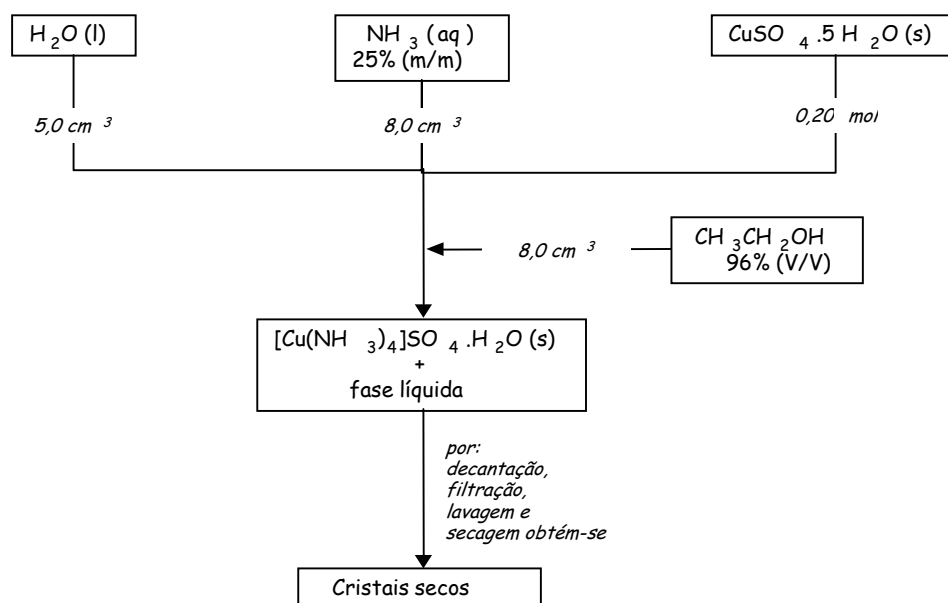 H2O (l)
NH3 (aq)
25% (m/m)
CuSO4.5 H2O (s)
5,0 cm3
8,0 cm3
0,20 mol
8,0 cm3
CH3CH2OH
96% (V/V)
[Cu(NH3)4]SO4.H2O (s)
+
fase líquida
por:
decantação,
filtração,
lavagem e
secagem obtém-se
Cristais secos